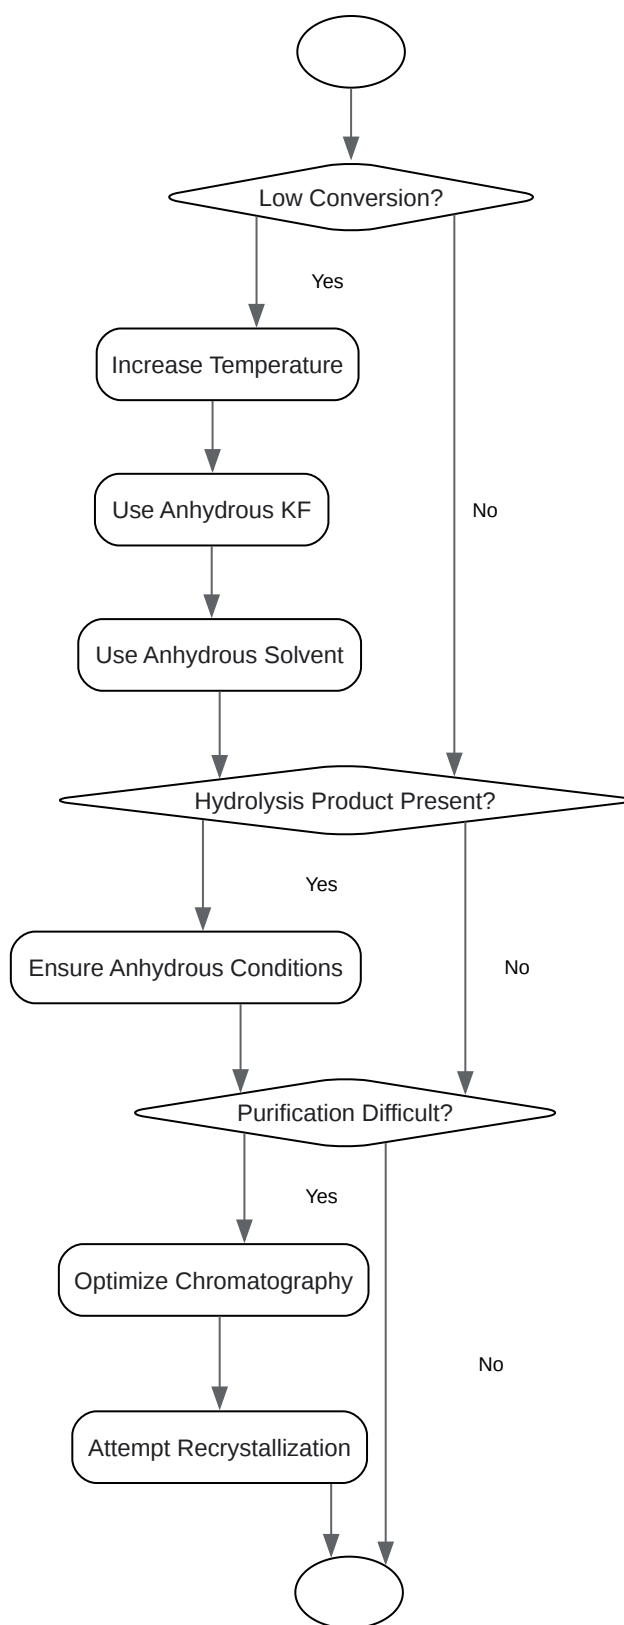 Low Conversion?
Yes
Increase Temperature
Use Anhydrous KF
No
Use Anhydrous Solvent
Hydrolysis Product Present?
Yes
Ensure Anhydrous Conditions
No
Purification Difficult?
Yes
Optimize Chromatography
No
Attempt Recrystallization